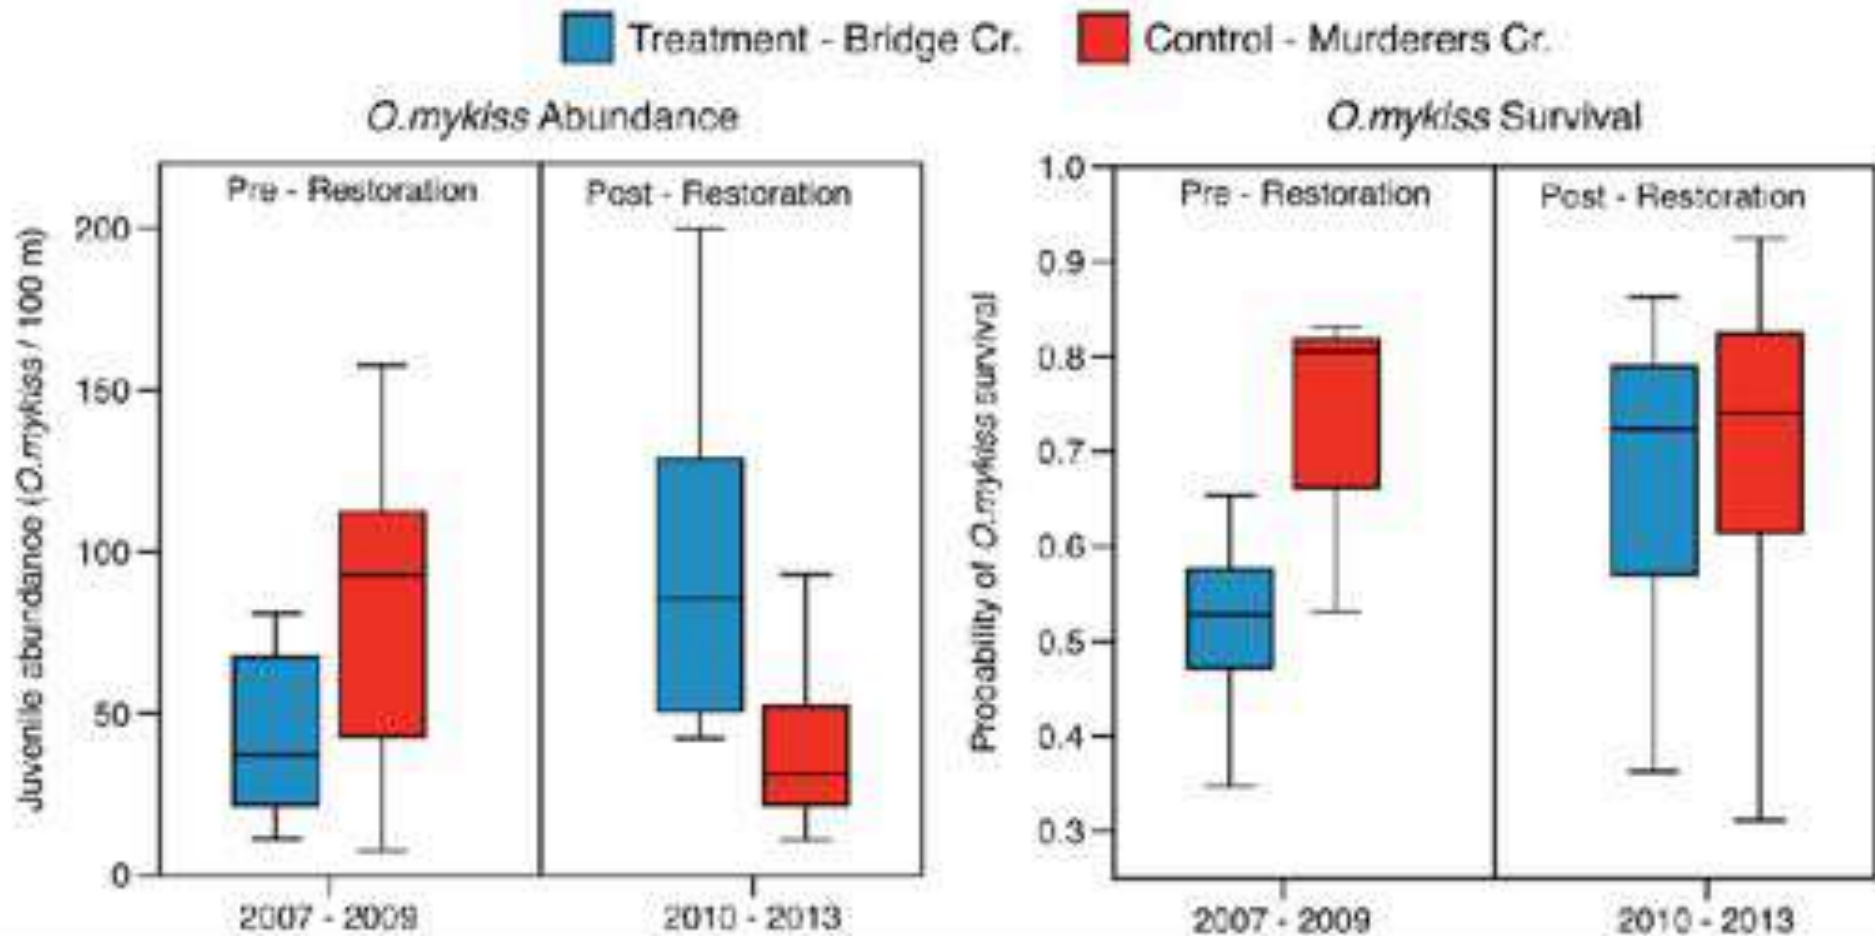 Treatment - Bridge Cr.
Control - Murderers Cr.
O.mykiss Abundance
Pre - Restoration
Post - Restoration
Juvenile abundance (O.mykiss / 100 m)
200
150
100
50
0
2007 - 2009
2010 - 2013
O.mykiss Survival
Pre - Restoration
Post - Restoration
Probability of O.mykiss survival
1.0
0.9
0.8
0.7
0.6
0.5
0.4
0.3
2007 - 2009
2010 - 2013